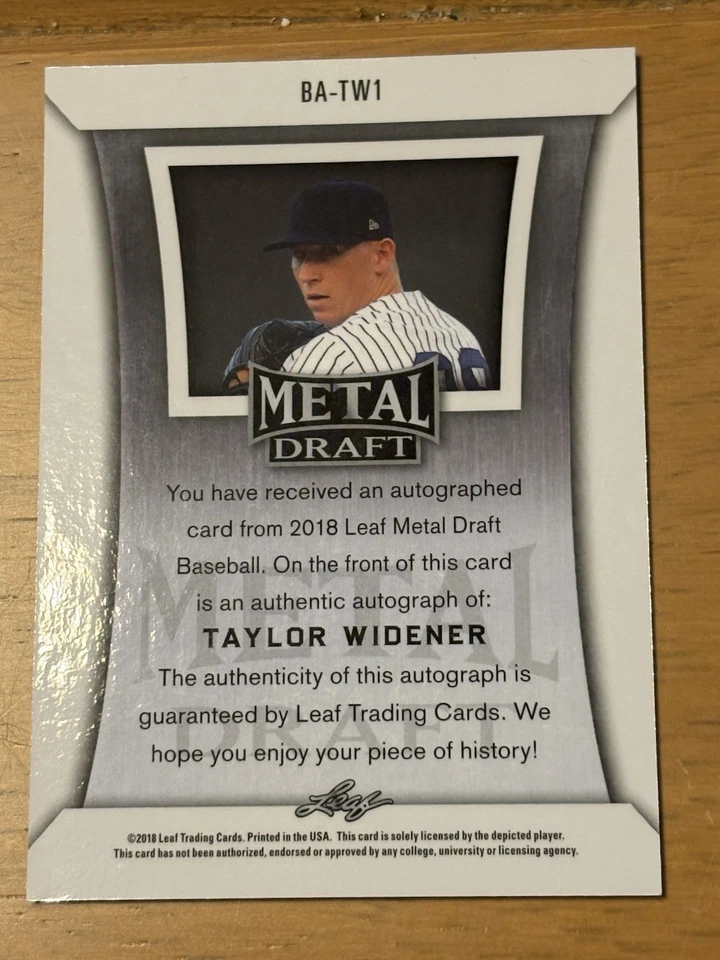 BA-TW1
METAL
DRAFT
You have received an autographed
card from 2018 Leaf Metal Draft
Baseball. On the front of this card
is an authentic autograph of:
TAYLOR WIDENER
The authenticity of this autograph is
guaranteed by Leaf Trading Cards. We
hope you enjoy your piece of history!
Leaf
©2018 Leaf Trading Cards. Printed in the USA. This card is solely licensed by the depicted player.
This card has not been authorized, endorsed or approved by any college, university or licensing agency.
METAL
DRAFT